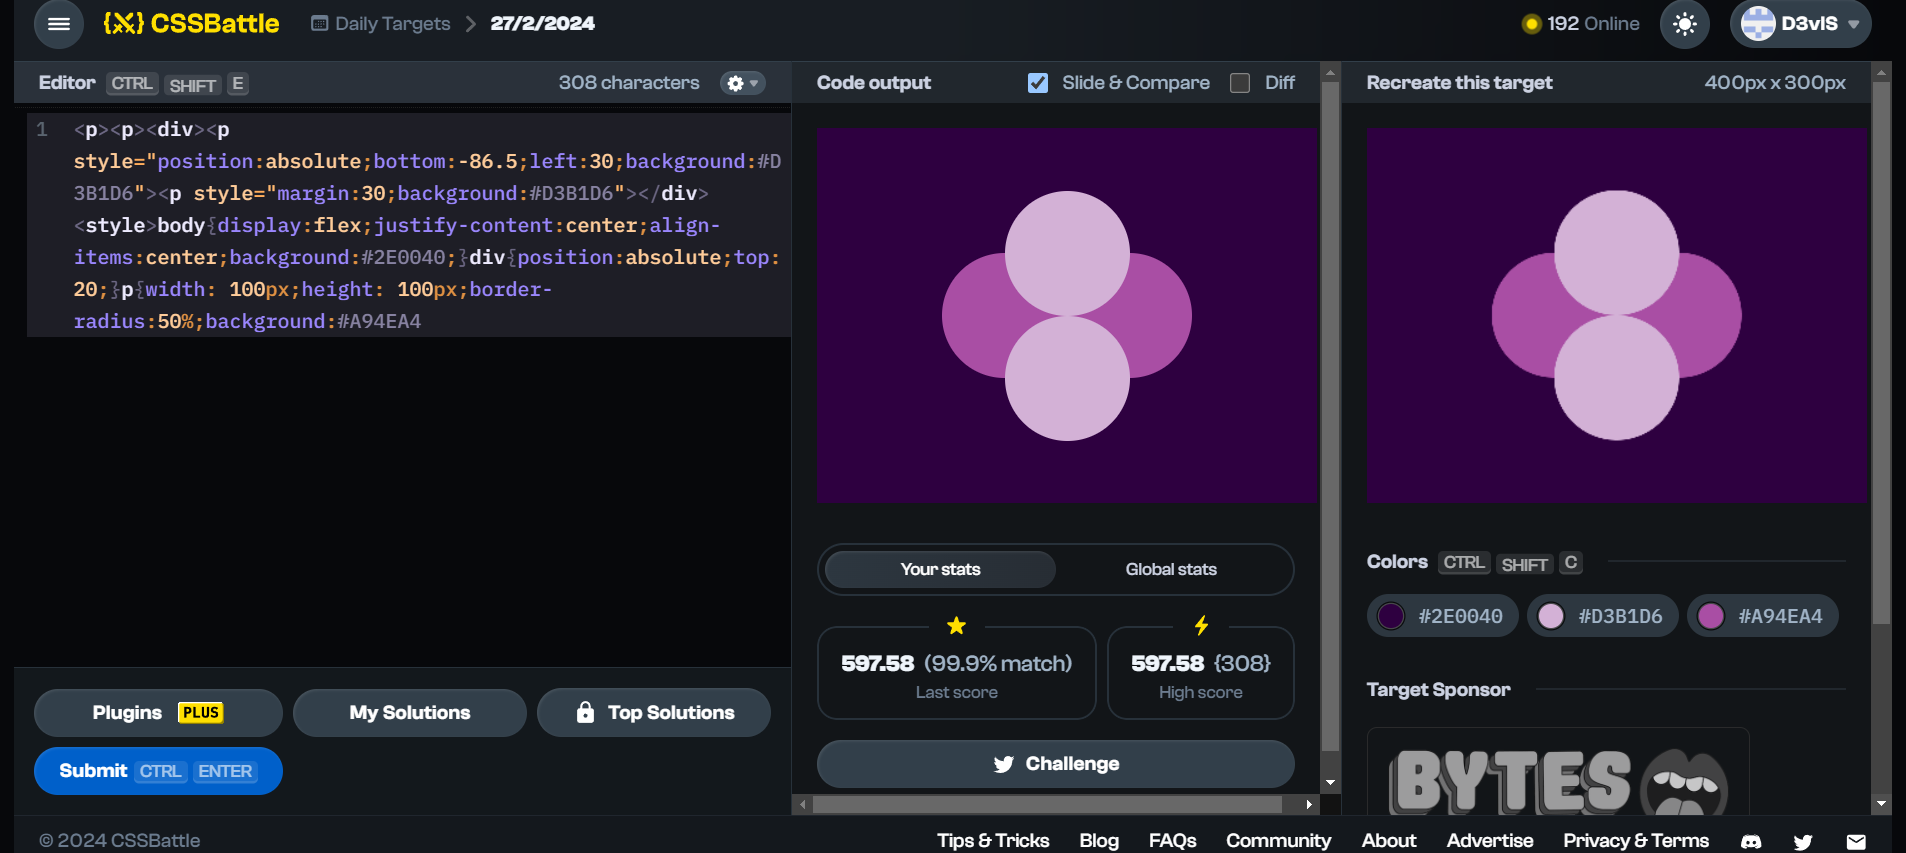 {X} CSSBattle
Daily Targets
27/2/2024
192 Online
D3vlS
Editor CTRL SHIFT E
308 characters
Code output
Slide & Compare
Diff
Recreate this target
400px x 300px
1
<p><p><div><p
style="position:absolute;bottom:-86.5;left:30;background:#D
3B1D6"><p style="margin:30;background:#D3B1D6"></div>
<style>body{display:flex;justify-content:center;align-
items:center;background:#2E0040;}div{position:absolute;top:
20;}p{width: 100px;height: 100px;border-
radius:50%;background:#A94EA4
Your stats
Global stats
597.58 (99.9% match)
Last score
597.58 {308}
High score
Challenge
Colors CTRL SHIFT C
#2E0040
#D3B1D6
#A94EA4
Target Sponsor
BYTES
Plugins PLUS
My Solutions
Top Solutions
Submit CTRL ENTER
© 2024 CSSBattle
Tips & Tricks
Blog
FAQs
Community
About
Advertise
Privacy & Terms